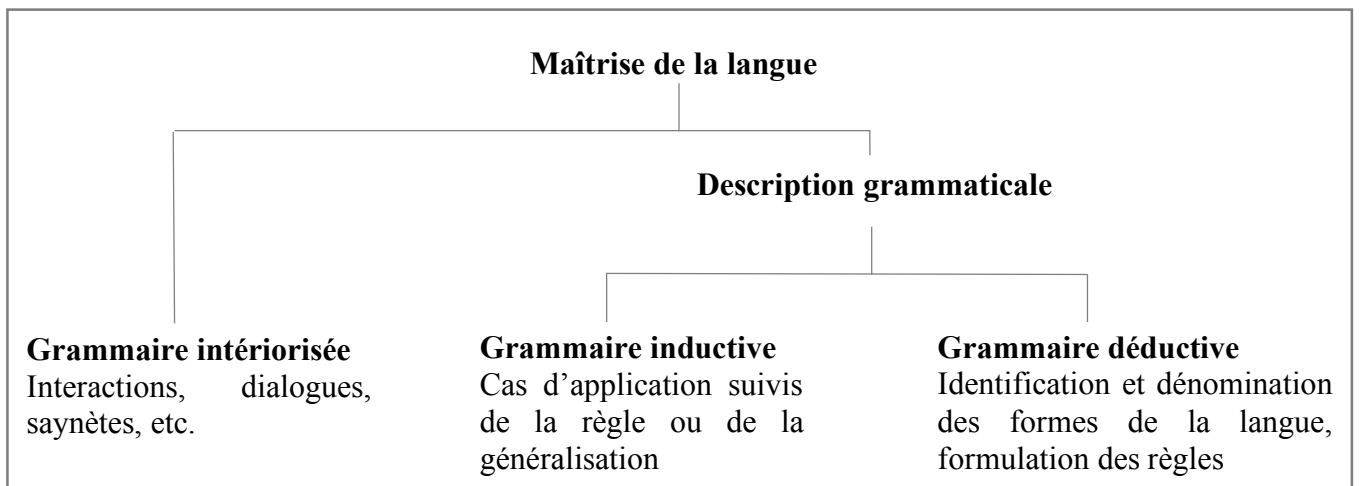 Maîtrise de la langue
Description grammaticale
Grammaire intériorisée
Interactions, dialogues,
saynètes, etc.
Grammaire inductive
Cas d’application suivis
de la règle ou de la
généralisation
Grammaire déductive
Identification et dénomination
des formes de la langue,
formulation des règles